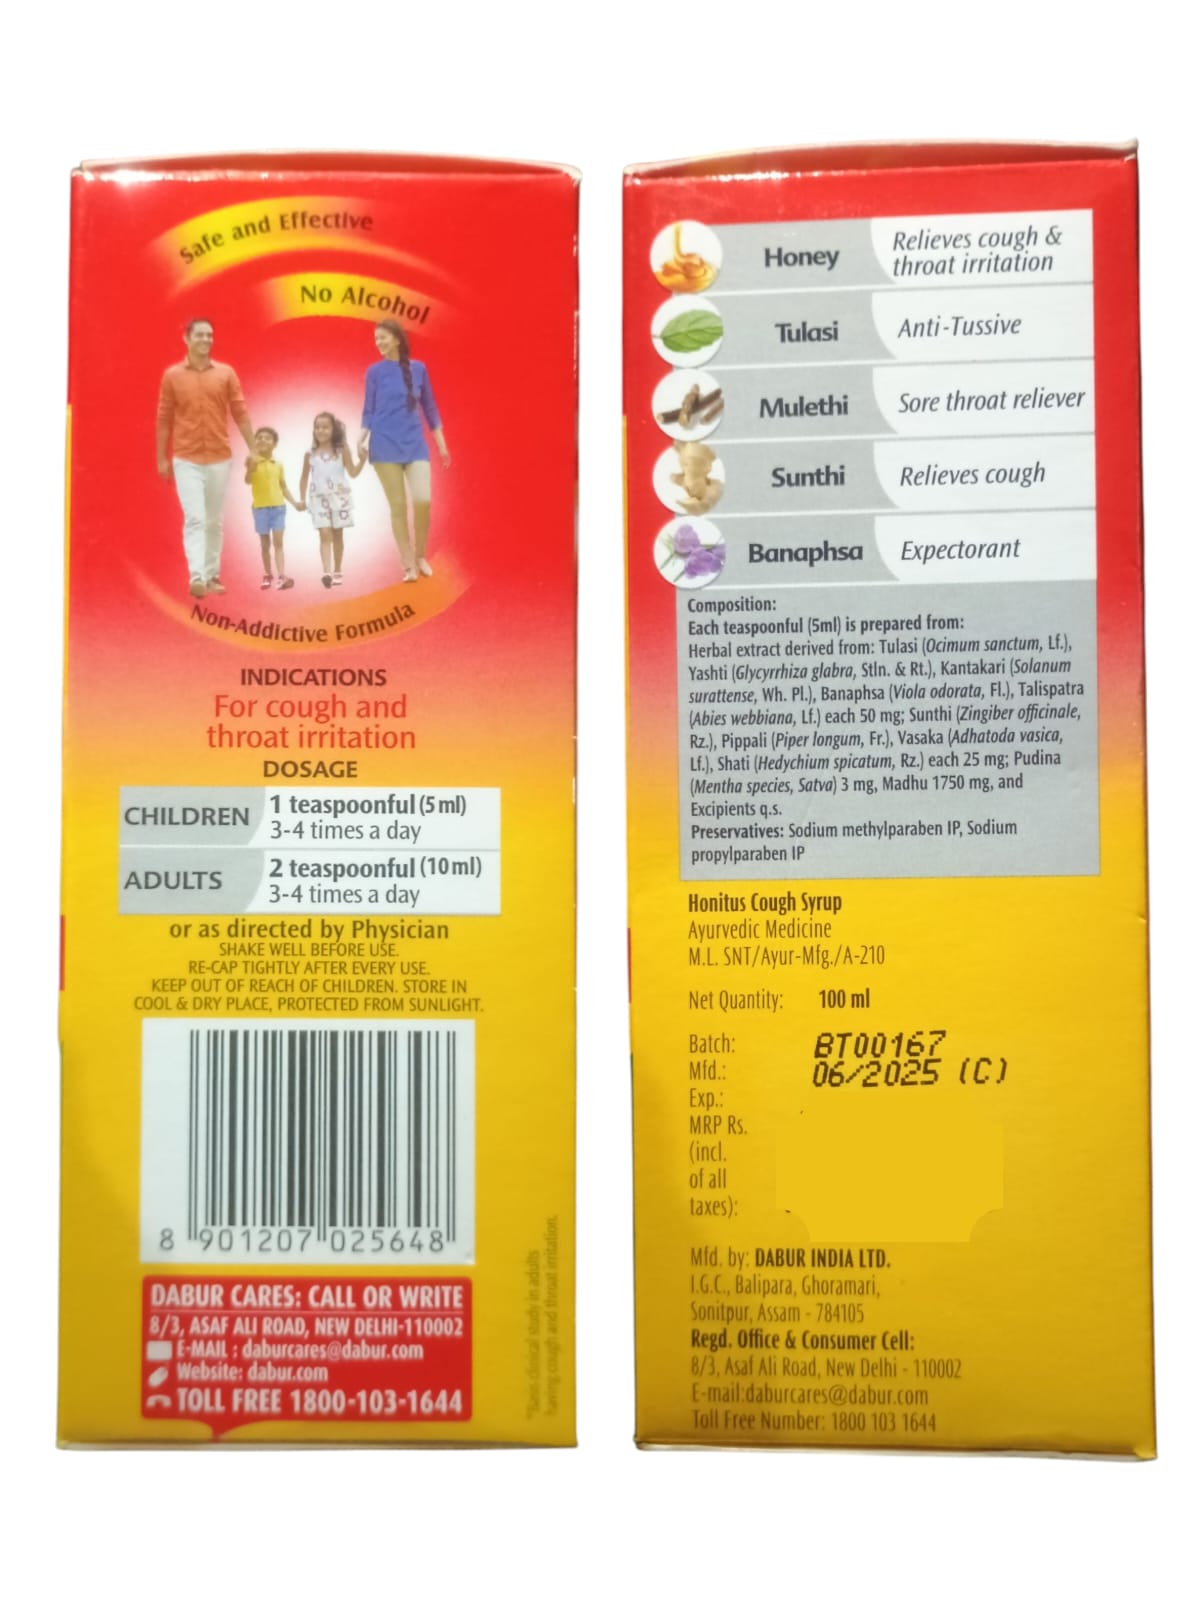 Safe and Effective
No Alcohol
Non-Addictive Formula
INDICATIONS
For cough and
throat irritation
DOSAGE
CHILDREN 1 teaspoonful (5 ml)
3-4 times a day
ADULTS 2 teaspoonful (10 ml)
3-4 times a day
or as directed by Physician
SHAKE WELL BEFORE USE.
RE-CAP TIGHTLY AFTER EVERY USE.
KEEP OUT OF REACH OF CHILDREN. STORE IN
COOL & DRY PLACE, PROTECTED FROM SUNLIGHT.
8 901207 025648
DABUR CARES: CALL OR WRITE
8/3, ASAF ALI ROAD, NEW DELHI-110002
E-MAIL : daburcares@dabur.com
Website: dabur.com
TOLL FREE 1800-103-1644
clinical study in adults
having cough and throat irritation.
Honey Relieves cough &
throat irritation
Tulasi Anti-Tussive
Mulethi Sore throat reliever
Sunthi Relieves cough
Banaphsa Expectorant
Composition:
Each teaspoonful (5ml) is prepared from:
Herbal extract derived from: Tulasi (Ocimum sanctum, Lf.),
Yashti (Glycyrrhiza glabra, Stln. & Rt.), Kantakari (Solanum
surattense, Wh. Pl.), Banaphsa (Viola odorata, Fl.), Talispatra
(Abies webbiana, Lf.) each 50 mg; Sunthi (Zingiber officinale,
Rz.), Pippali (Piper longum, Fr.), Vasaka (Adhatoda vasica,
Lf.), Shati (Hedychium spicatum, Rz.) each 25 mg; Pudina
(Mentha species, Satva) 3 mg, Madhu 1750 mg, and
Excipients q.s.
Preservatives: Sodium methylparaben IP, Sodium
propylparaben IP
Honitus Cough Syrup
Ayurvedic Medicine
M.L. SNT/Ayur-Mfg./A-210
Net Quantity: 100 ml
Batch: BT00167
Mfd.: 06/2025 (C)
Exp.:
MRP Rs.
(incl.
of all
taxes):
Mfd. by: DABUR INDIA LTD.
I.G.C., Balipara, Ghoramari,
Sonitpur, Assam - 784105
Regd. Office & Consumer Cell:
8/3, Asaf Ali Road, New Delhi - 110002
E-mail:daburcares@dabur.com
Toll Free Number: 1800 103 1644